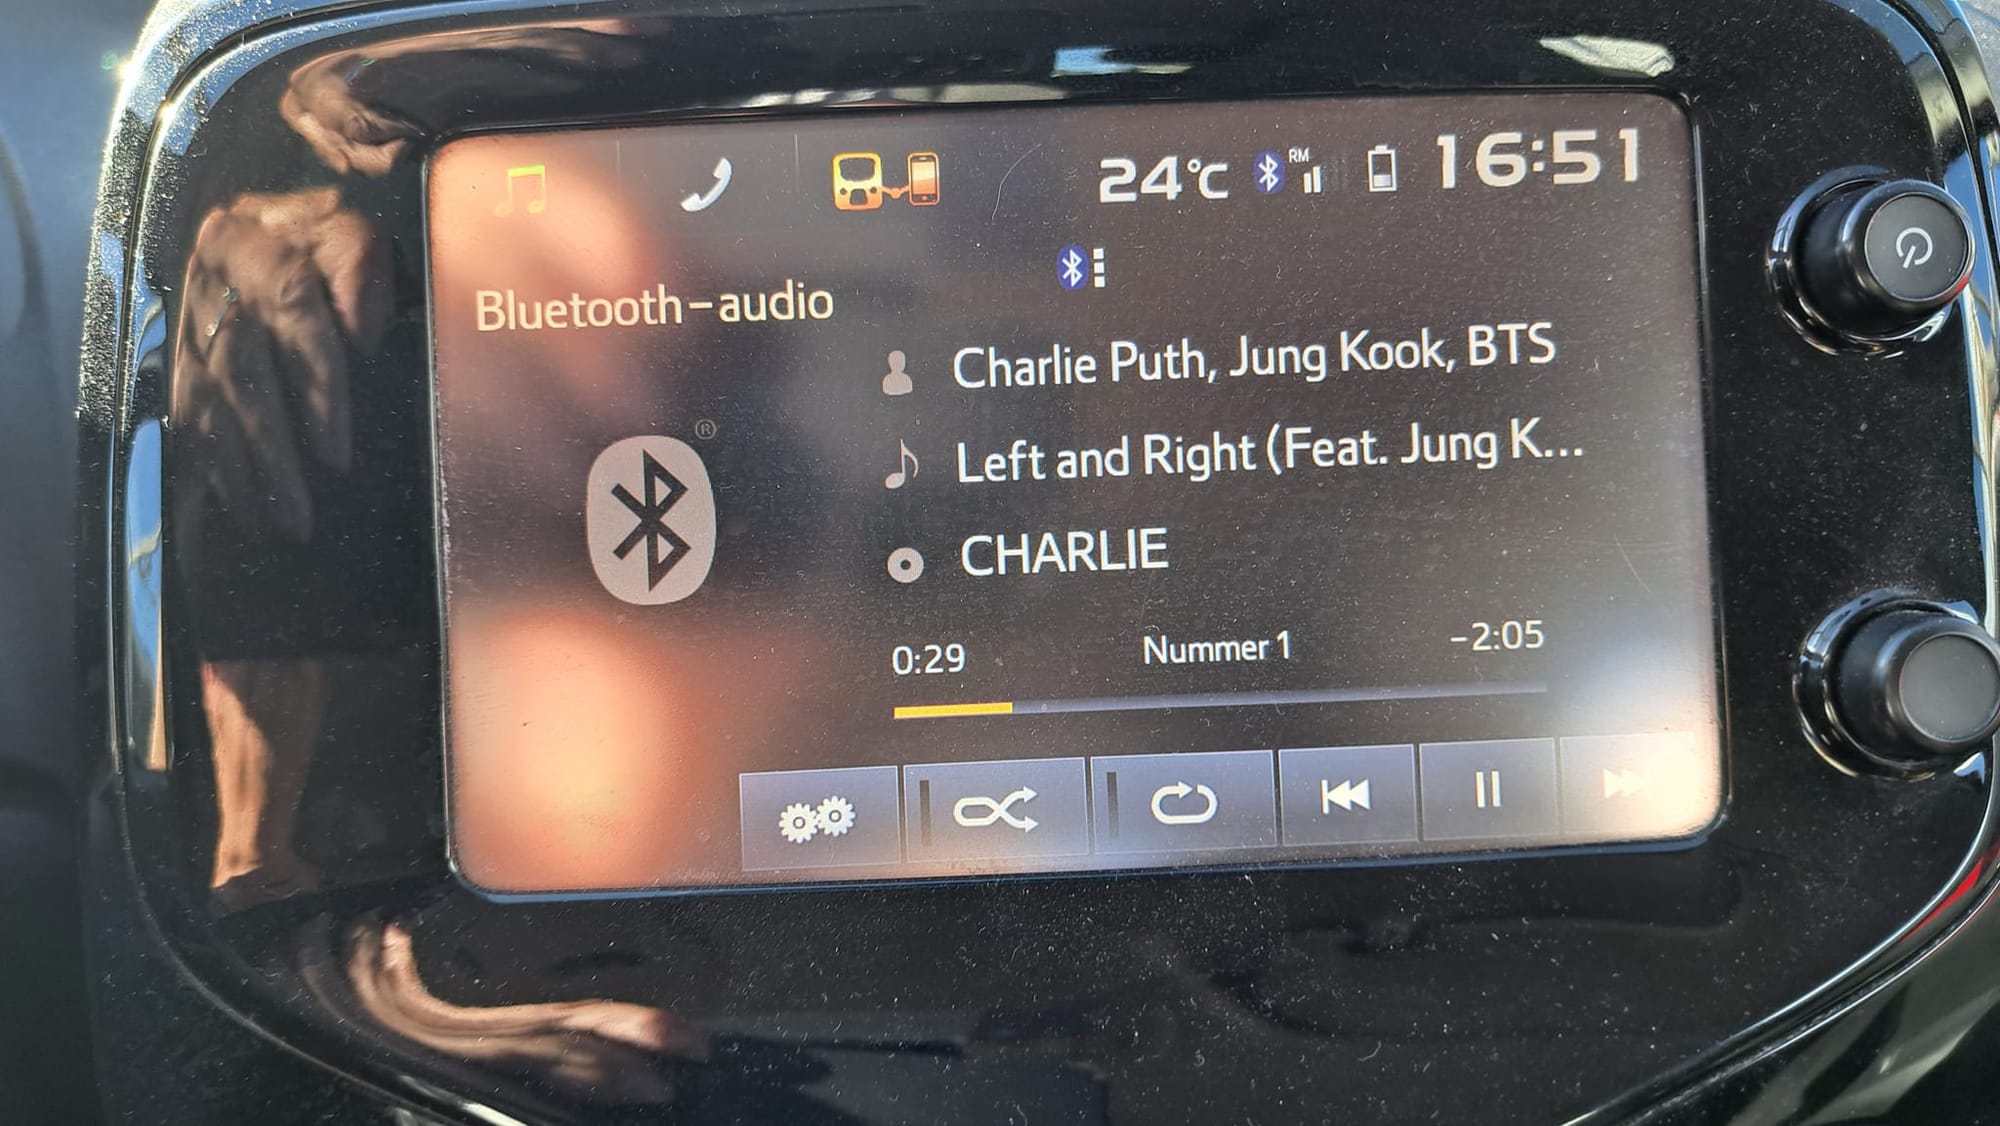 24°C RM 16:51
Bluetooth-audio
®
Charlie Puth, Jung Kook, BTS
Left and Right (Feat. Jung K...
CHARLIE
0:29 Nummer 1 -2:05